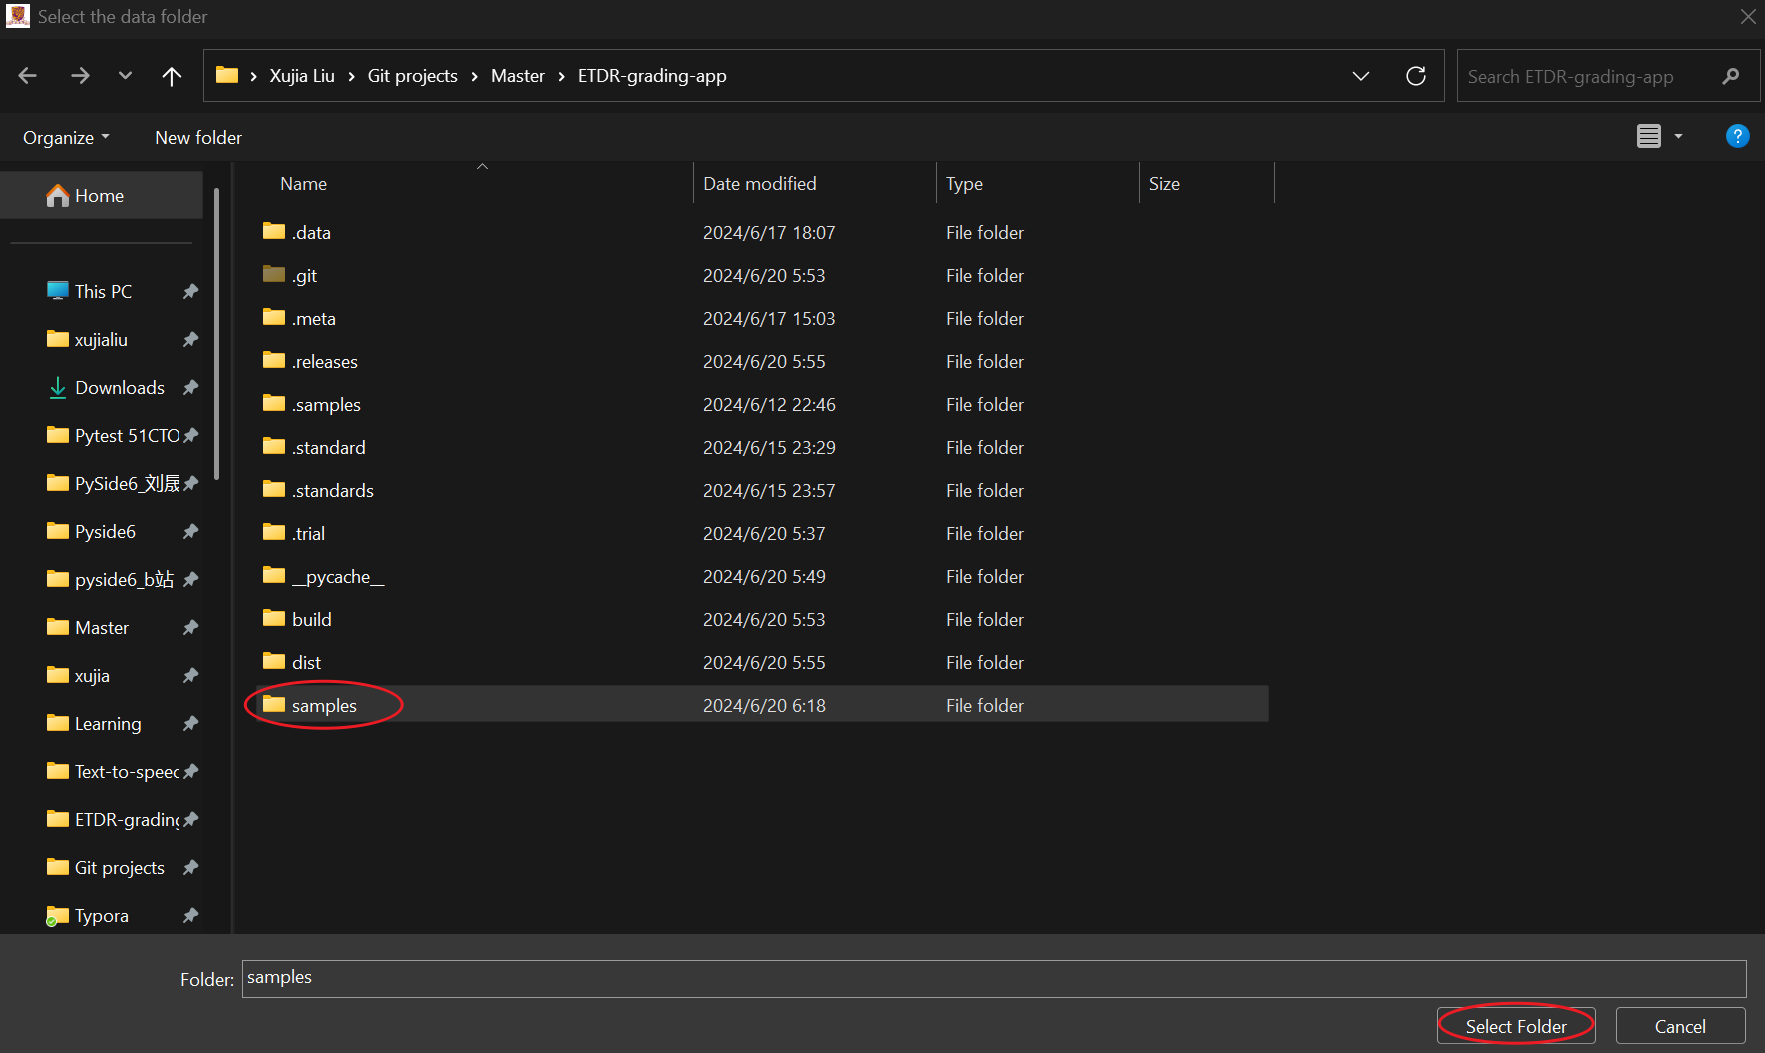 Select the data folder
Xujia Liu > Git projects > Master > ETDR-grading-app
Search ETDR-grading-app
Organize
New folder
?
Name Date modified Type Size
Home
This PC
xujialiu
Downloads
Pytest 51CTO
PySide6_刘晟
Pyside6
pyside6_b站
Master
xujia
Learning
Text-to-speec
ETDR-grading
Git projects
Typora
.data 2024/6/17 18:07 File folder
.git 2024/6/20 5:53 File folder
.meta 2024/6/17 15:03 File folder
.releases 2024/6/20 5:55 File folder
.samples 2024/6/12 22:46 File folder
.standard 2024/6/15 23:29 File folder
.standards 2024/6/15 23:57 File folder
.trial 2024/6/20 5:37 File folder
__pycache__ 2024/6/20 5:49 File folder
build 2024/6/20 5:53 File folder
dist 2024/6/20 5:55 File folder
samples 2024/6/20 6:18 File folder
Folder: samples
Select Folder
Cancel